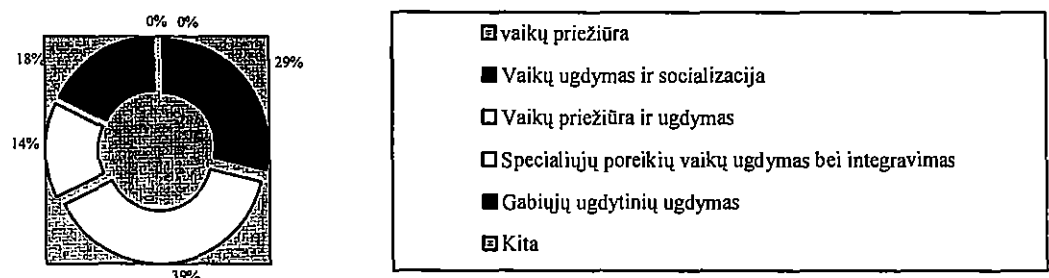 0% 0%
18%
29%
14%
39%
vaikų priežiūra
Vaikų ugdymas ir socializacija
Vaikų priežiūra ir ugdymas
Specialiųjų poreikių vaikų ugdymas bei integravimas
Gabiųjų ugdytinių ugdymas
Kita